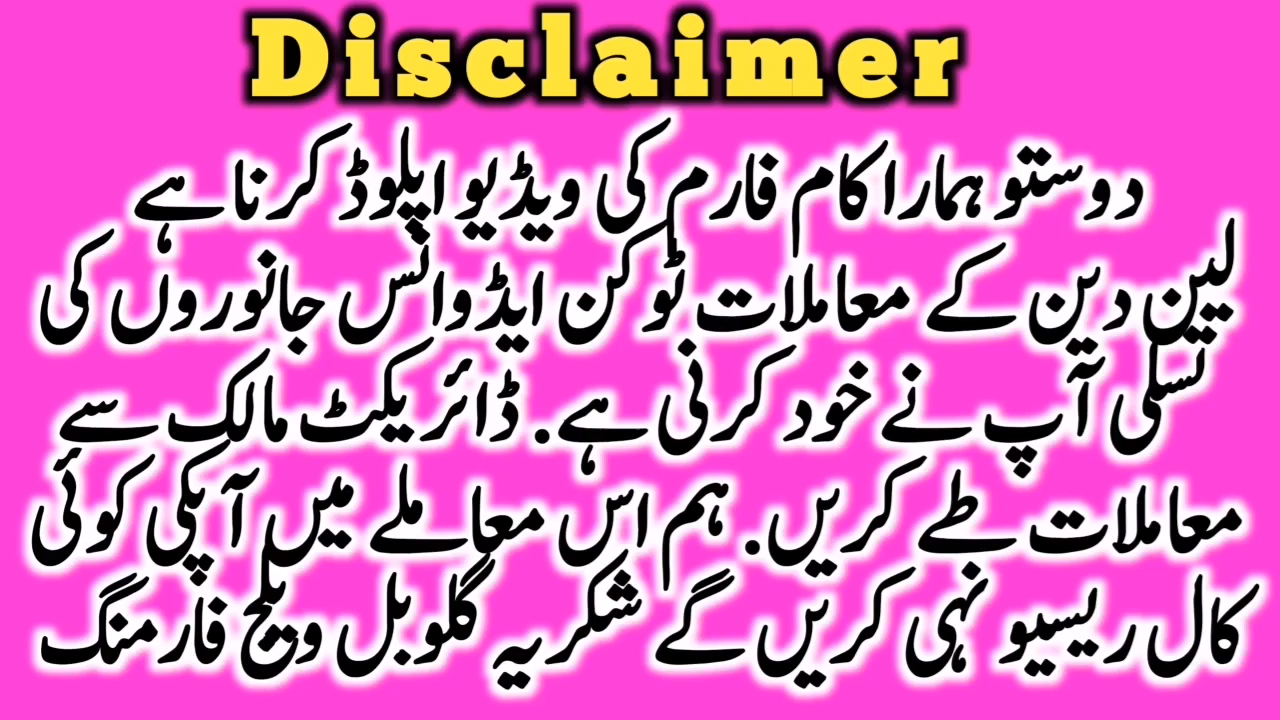 Disclaimer
دوستو ہمارا کام فارم کی ویڈیو اپلوڈ کرنا ہے
لین دین کے معاملات ٹوکن ایڈوانس جانوروں کی
تسلی آپ نے خود کرنی ہے. ڈائریکٹ مالک سے
معاملات طے کریں. ہم اس معاملے میں آپکی کوئی
کال ریسیو نہی کریں گے شکریہ گلوبل ویلج فارمنگ